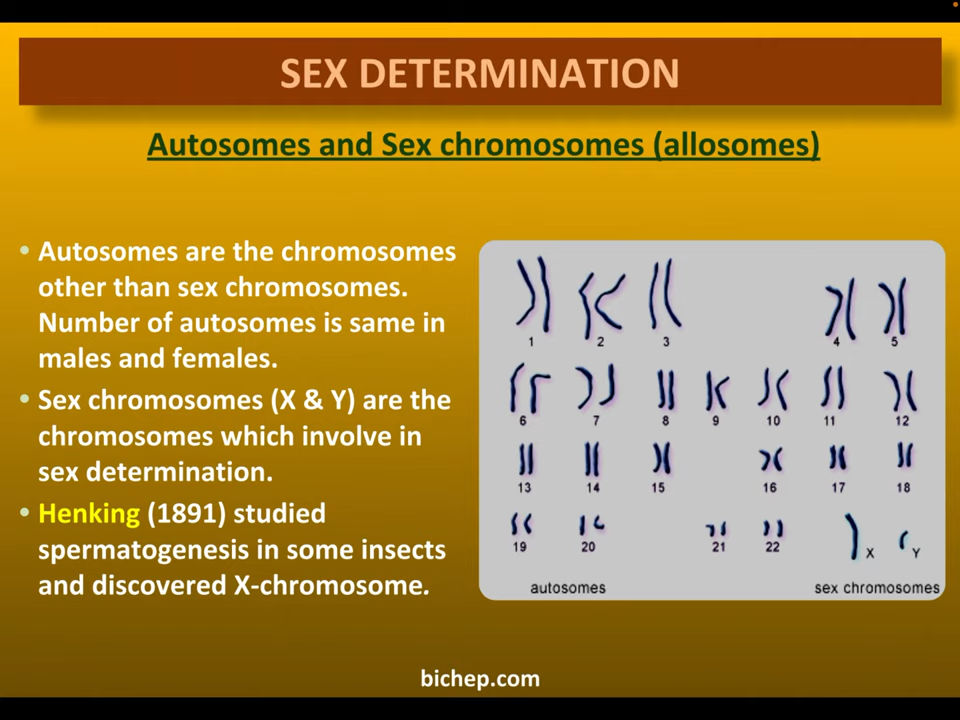 SEX DETERMINATION
Autosomes and Sex chromosomes (allosomes)
• Autosomes are the chromosomes
other than sex chromosomes.
Number of autosomes is same in
males and females.
• Sex chromosomes (X & Y) are the
chromosomes which involve in
sex determination.
• Henking (1891) studied
spermatogenesis in some insects
and discovered X-chromosome.
1 2 3 4 5
6 7 8 9 10 11 12
13 14 15 16 17 18
19 20 21 22 X Y
autosomes sex chromosomes
bichep.com